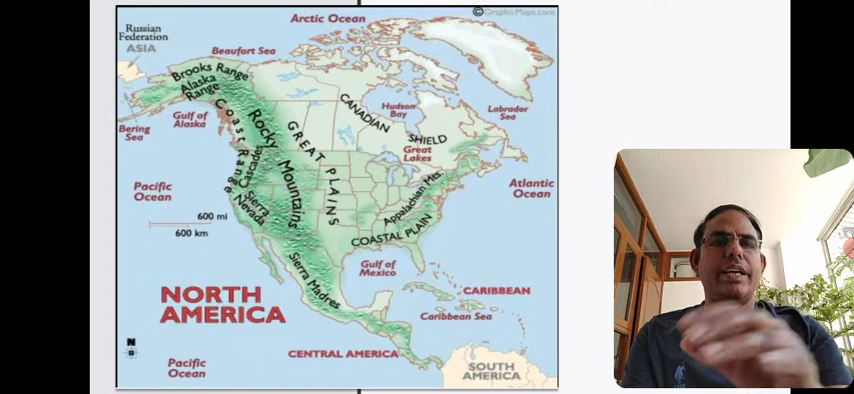 ©GraphicMaps.com
Arctic Ocean
Russian
Federation
ASIA
Beaufort Sea
Brooks Range
Alaska
Range
Gulf of
Alaska
Bering
Sea
Coast Range
Rocky Mountains
GREAT PLAINS
CANADIAN
SHIELD
Hudson
Bay
Labrador
Sea
Great
Lakes
Cascades
Sierra
Nevada
Pacific
Ocean
Appalachian Mts.
Atlantic
Ocean
600 mi
600 km
COASTAL PLAIN
Gulf of
Mexico
Sierra Madres
NORTH
AMERICA
CARIBBEAN
Caribbean Sea
N
CENTRAL AMERICA
Pacific
Ocean
SOUTH
AMERICA